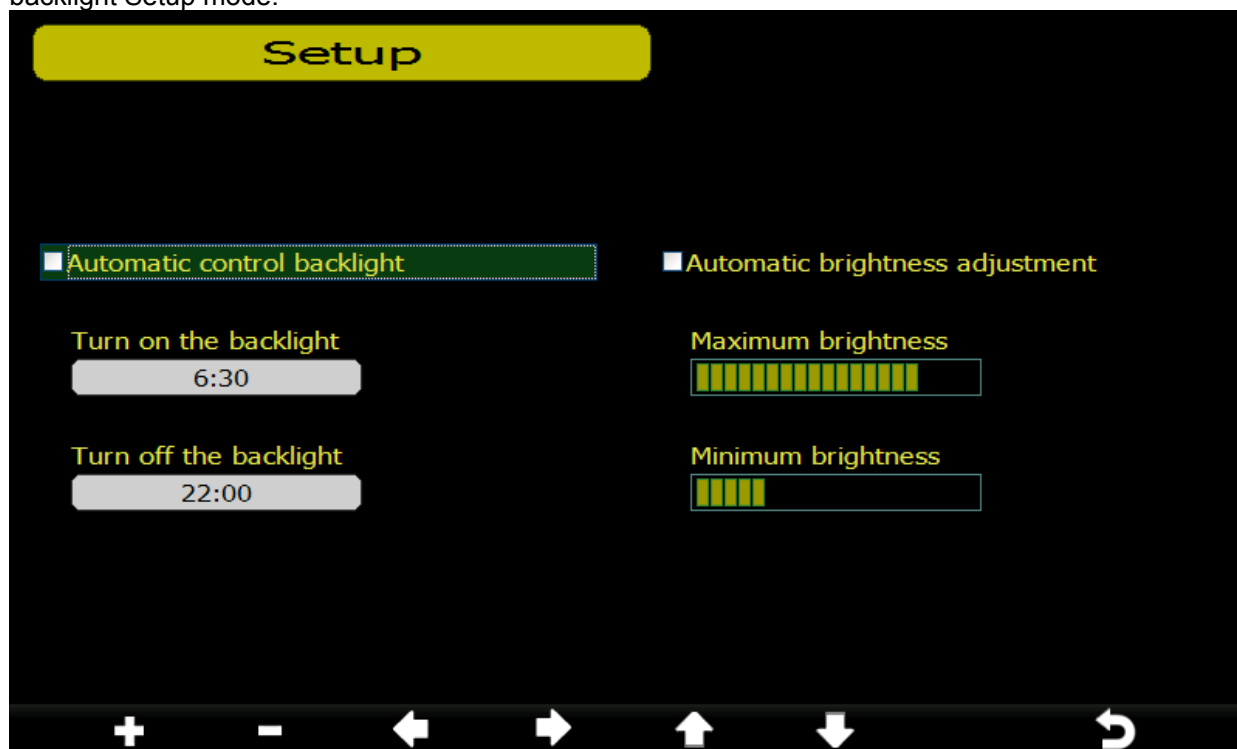 backlight Setup mode.
Setup
Automatic control backlight
Automatic brightness adjustment
Turn on the backlight
Maximum brightness
6:30
Turn off the backlight
Minimum brightness
22:00